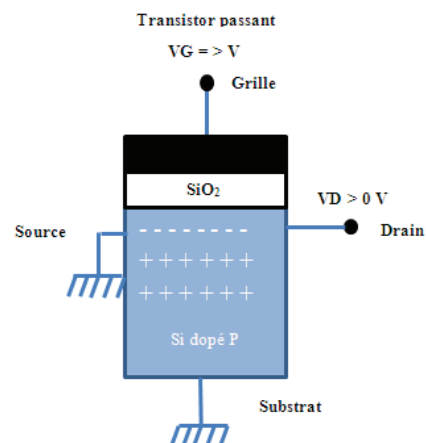 Transistor passant
VG = > V
Grille
SiO₂
VD > 0 V
Source
Drain
- - - - - - - -
+ + + + + +
+ + + + + +
Si dopé P
Substrat